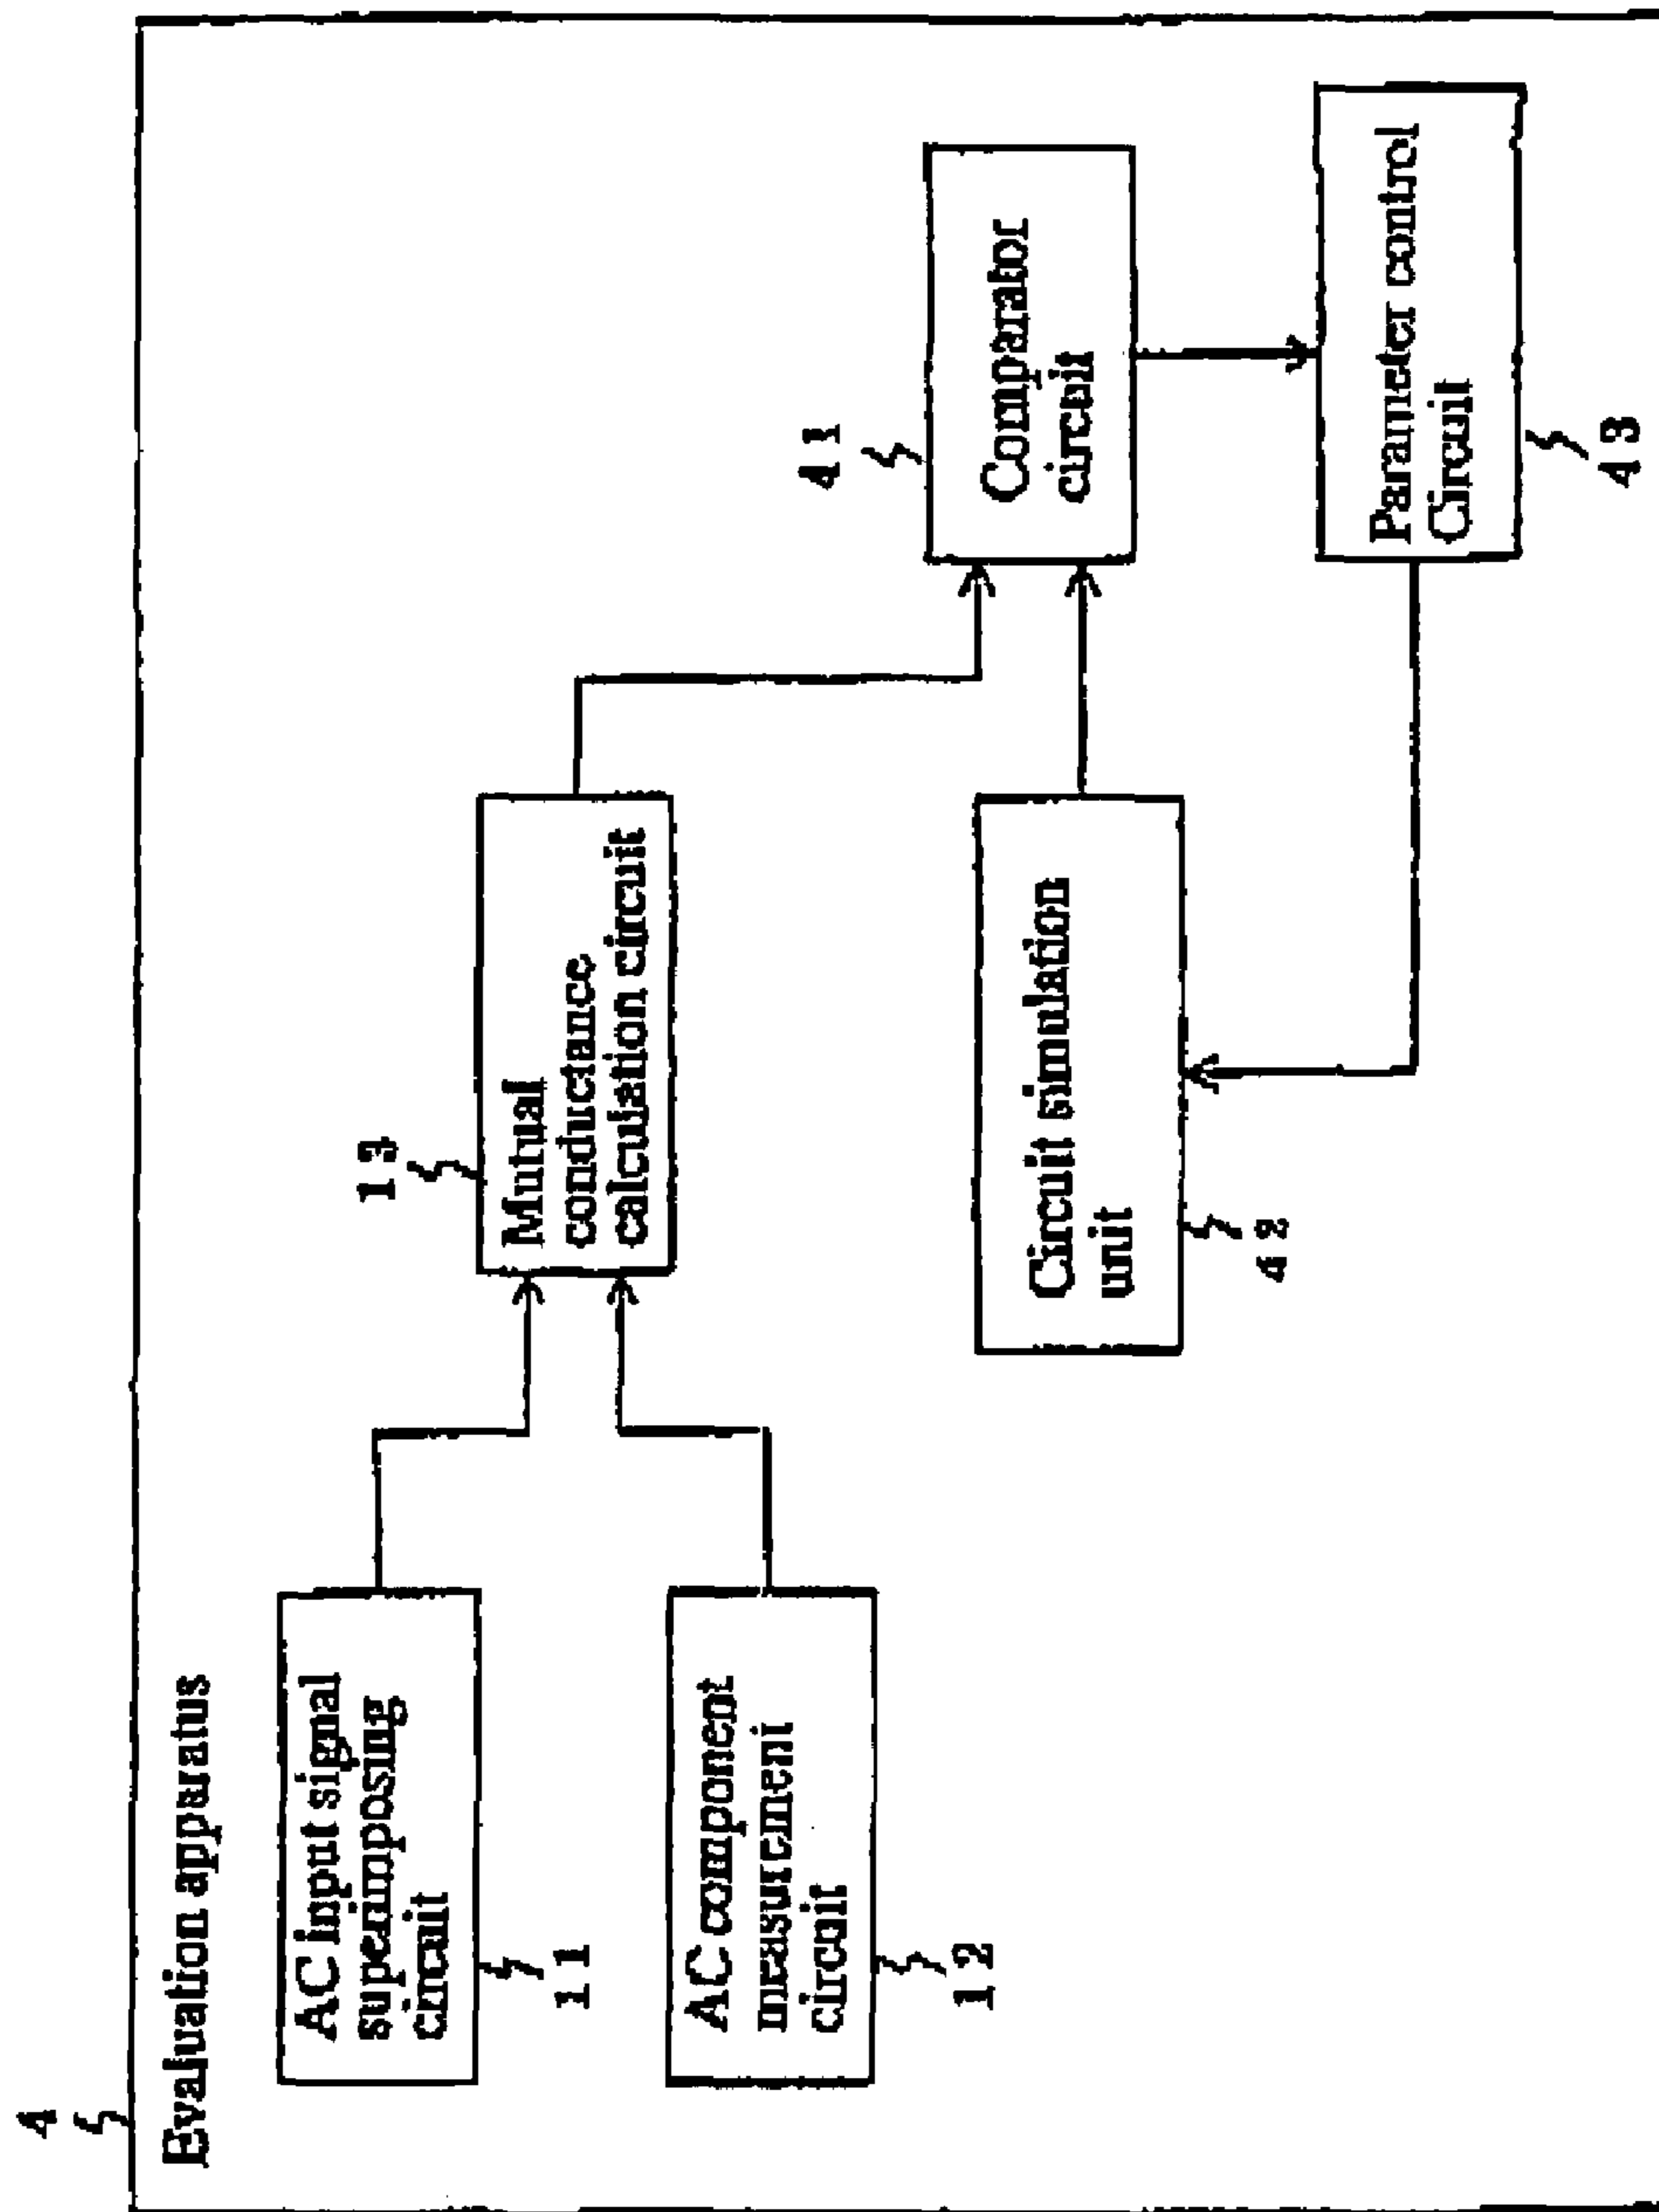 4
Evaluation apparatus
AC input signal
superimposing
circuit
11
AC component
measurement
circuit
12
13
Mutual
conductance
calculation circuit
Circuit simulation
unit
42
41
Comparator
circuit
Parameter control
Circuit
43